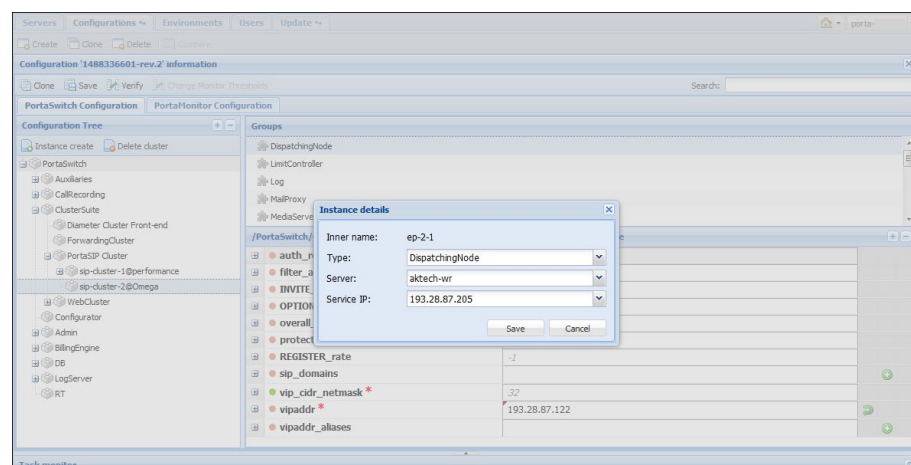 Servers Configurations Environments Users Update porta-
Create Clone Delete Compare
Configuration '1488336601-rev.2' information
Clone Save Verify Change Monitor Thresholds Search:
PortaSwitch Configuration PortaMonitor Configuration
Configuration Tree
Instance create Delete cluster
PortaSwitch
Auxiliaries
CallRecording
ClusterSuite
Diameter Cluster Front-end
ForwardingCluster
PortaSIP Cluster
sip-cluster-1@performance
sip-cluster-2@Omega
WebCluster
Configurator
Admin
BillingEngine
DB
LogServer
RT
Groups
DispatchingNode
LimitController
Log
MailProxy
MediaServe
/PortaSwitch/ e
auth_r
filter_a
INVITE_
OPTION
overall_
protect
REGISTER_rate -1
sip_domains
vip_cidr_netmask * 32
vipaddr * 193.28.87.122
vipaddr_aliases
Instance details
Inner name: ep-2-1
Type: DispatchingNode
Server: aktech-wr
Service IP: 193.28.87.205
Save Cancel
Task monitor